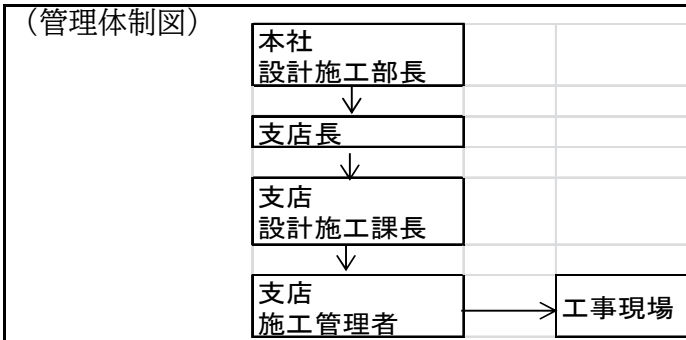 （管理体制図）
本社
設計施工部長
支店長
支店
設計施工課長
支店
施工管理者
工事現場